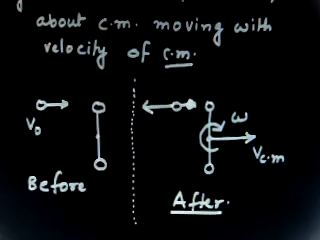 about c.m. moving with
velocity of c.m.
V₀
ω
Vc.m
Before
After.